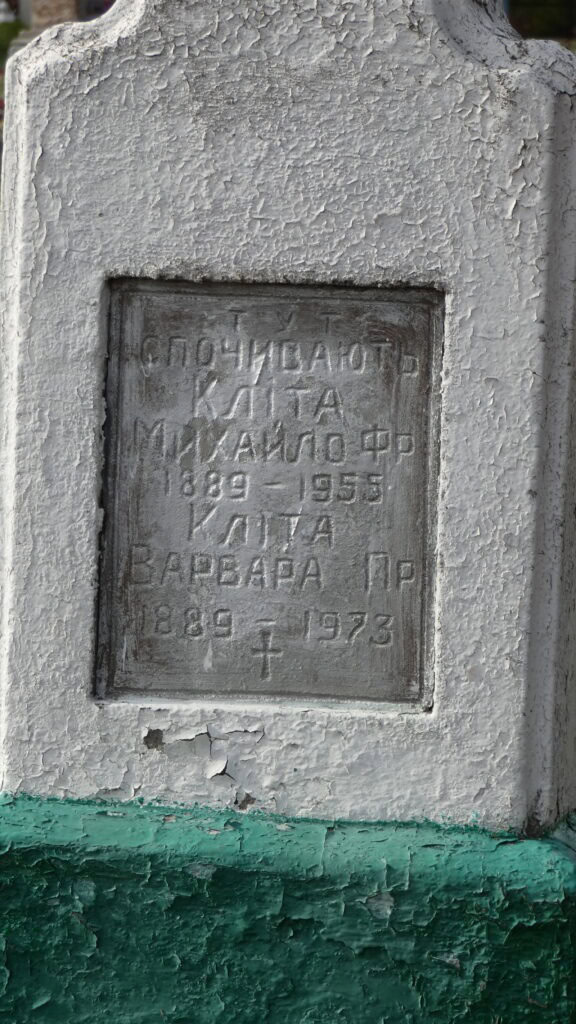 ТУТ
СПОЧИВАЮТЬ
КЛІТА
МИХАЙЛО ФР
1889 - 1955
КЛІТА
ВАРВАРА ПР
1889 - 1973